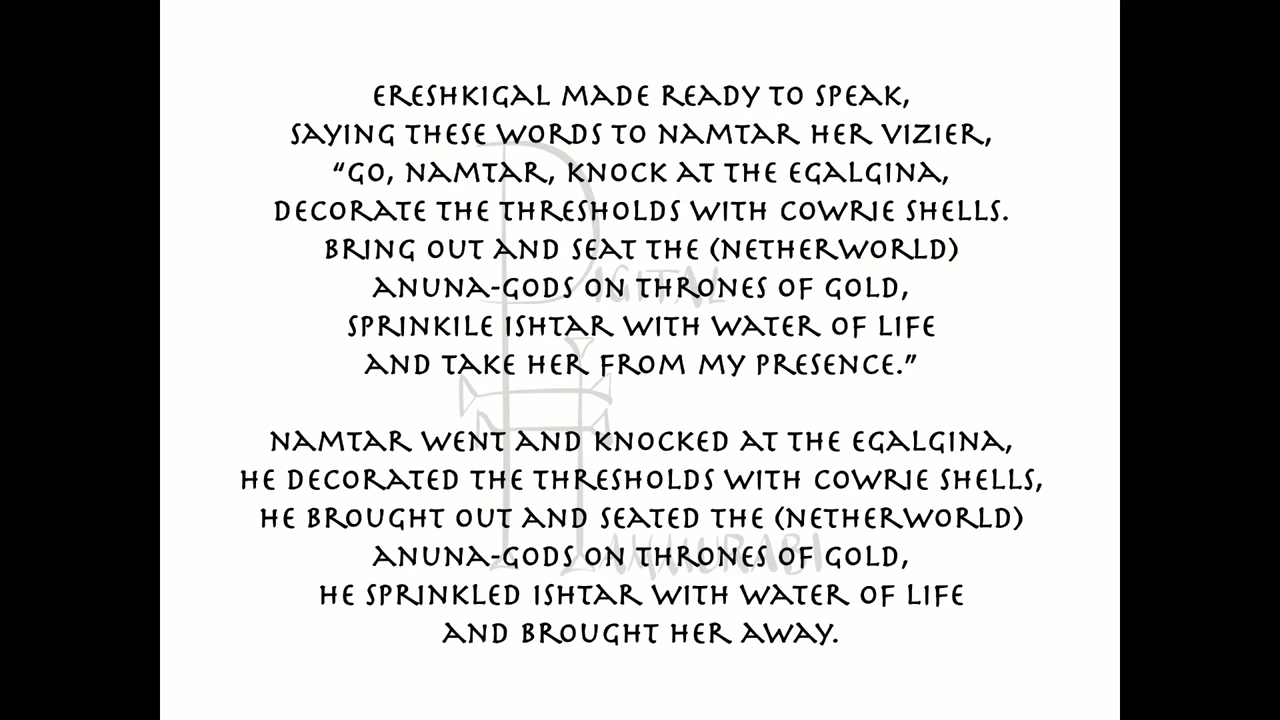 ERESHKIGAL MADE READY TO SPEAK,
SAYING THESE WORDS TO NAMTAR HER VIZIER,
“GO, NAMTAR, KNOCK AT THE EGALGINA,
DECORATE THE THRESHOLDS WITH COWRIE SHELLS.
BRING OUT AND SEAT THE (NETHERWORLD)
ANUNA-GODS ON THRONES OF GOLD,
SPRINKILE ISHTAR WITH WATER OF LIFE
AND TAKE HER FROM MY PRESENCE.”
NAMTAR WENT AND KNOCKED AT THE EGALGINA,
HE DECORATED THE THRESHOLDS WITH COWRIE SHELLS,
HE BROUGHT OUT AND SEATED THE (NETHERWORLD)
ANUNA-GODS ON THRONES OF GOLD,
HE SPRINKLED ISHTAR WITH WATER OF LIFE
AND BROUGHT HER AWAY.
DIGITAL
HAMMURABI